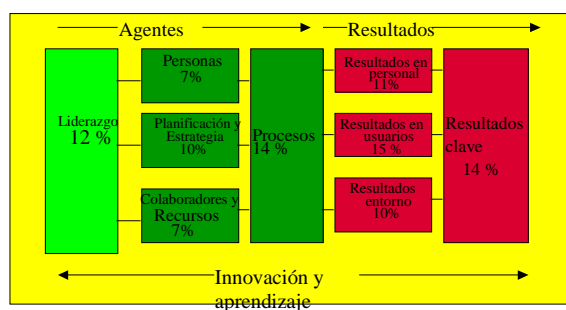 Agentes
Resultados
Liderazgo
12 %
Personas
7%
Planificación y
Estrategia
10%
Colaboradores y
Recursos
7%
Procesos
14 %
Resultados en
personal
11%
Resultados en
usuarios
15 %
Resultados
entorno
10%
Resultados
clave
14 %
Innovación y
aprendizaje